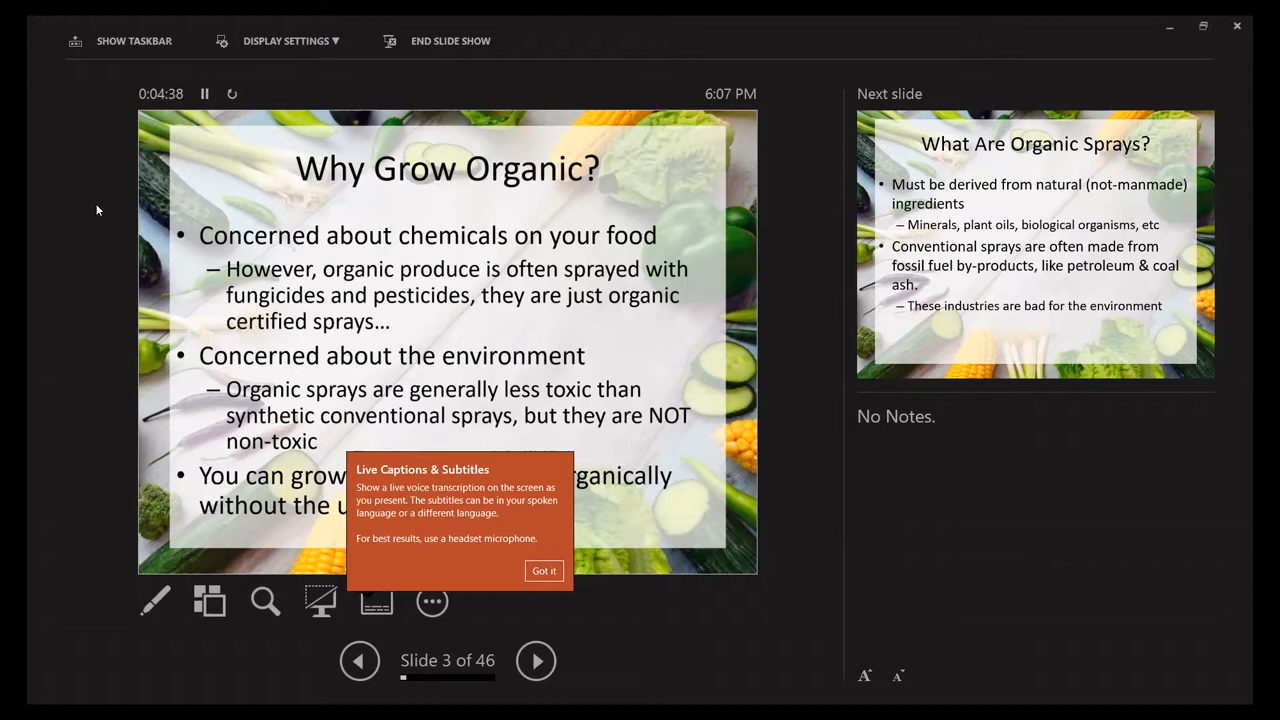 SHOW TASKBAR
DISPLAY SETTINGS ▼
END SLIDE SHOW
0:04:38
6:07 PM
Why Grow Organic?
• Concerned about chemicals on your food
– However, organic produce is often sprayed with
fungicides and pesticides, they are just organic
certified sprays...
• Concerned about the environment
– Organic sprays are generally less toxic than
synthetic conventional sprays, but they are NOT
non-toxic
• You can grow
without the
Live Captions & Subtitles
Show a live voice transcription on the screen as
you present. The subtitles can be in your spoken
language or a different language.
For best results, use a headset microphone.
Got it
Slide 3 of 46
Next slide
What Are Organic Sprays?
• Must be derived from natural (not-manmade)
ingredients
– Minerals, plant oils, biological organisms, etc
• Conventional sprays are often made from
fossil fuel by-products, like petroleum & coal
ash.
– These industries are bad for the environment
No Notes.
A A